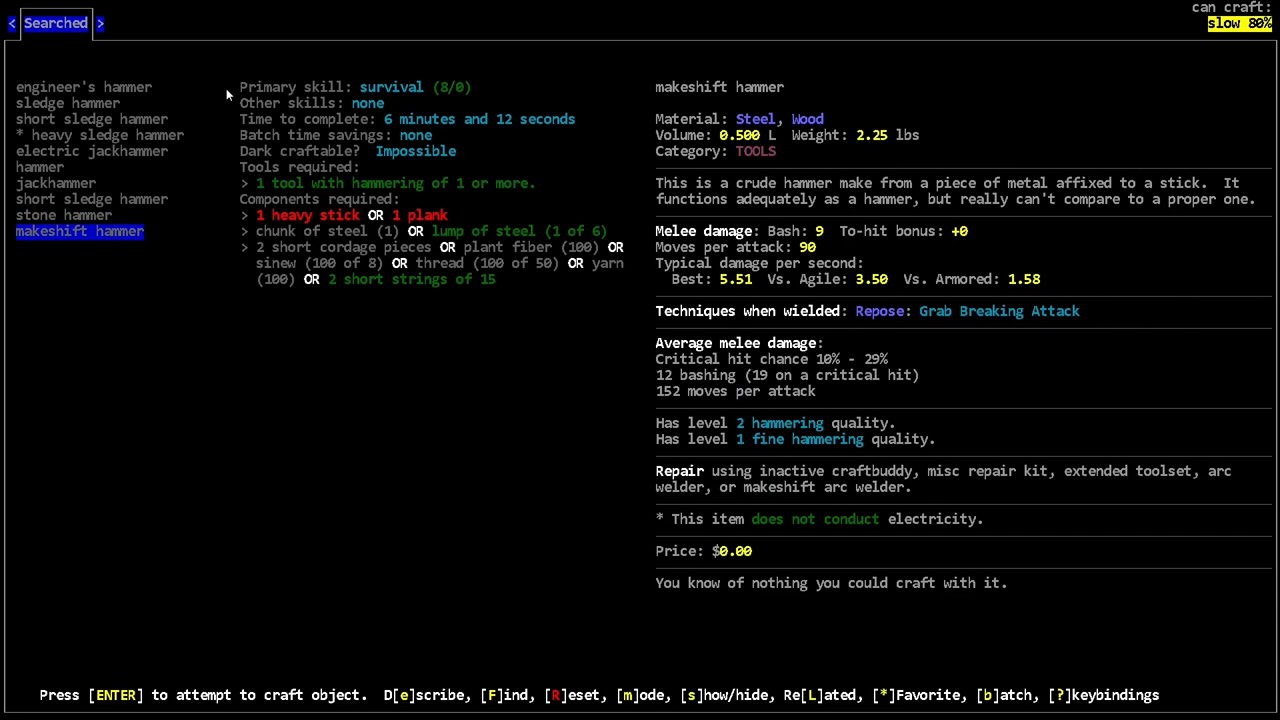 can craft:
< Searched >
slow 80%
engineer's hammer
sledge hammer
short sledge hammer
* heavy sledge hammer
electric jackhammer
hammer
jackhammer
short sledge hammer
stone hammer
makeshift hammer
Primary skill: survival (8/0)
Other skills: none
Time to complete: 6 minutes and 12 seconds
Batch time savings: none
Dark craftable?  Impossible
Tools required:
> 1 tool with hammering of 1 or more.
Components required:
> 1 heavy stick OR 1 plank
> chunk of steel (1) OR lump of steel (1 of 6)
> 2 short cordage pieces OR plant fiber (100) OR
sinew (100 of 8) OR thread (100 of 50) OR yarn
(100) OR 2 short strings of 15
makeshift hammer
Material: Steel, Wood
Volume: 0.500 L  Weight: 2.25 lbs
Category: TOOLS
This is a crude hammer make from a piece of metal affixed to a stick.  It
functions adequately as a hammer, but really can't compare to a proper one.
Melee damage: Bash: 9  To-hit bonus: +0
Moves per attack: 90
Typical damage per second:
Best: 5.51  Vs. Agile: 3.50  Vs. Armored: 1.58
Techniques when wielded: Repose: Grab Breaking Attack
Average melee damage:
Critical hit chance 10% - 29%
12 bashing (19 on a critical hit)
152 moves per attack
Has level 2 hammering quality.
Has level 1 fine hammering quality.
Repair using inactive craftbuddy, misc repair kit, extended toolset, arc
welder, or makeshift arc welder.
* This item does not conduct electricity.
Price: $0.00
You know of nothing you could craft with it.
Press [ENTER] to attempt to craft object.  D[e]scribe, [F]ind, [R]eset, [m]ode, [s]how/hide, Re[L]ated, [*]Favorite, [b]atch, [?]keybindings